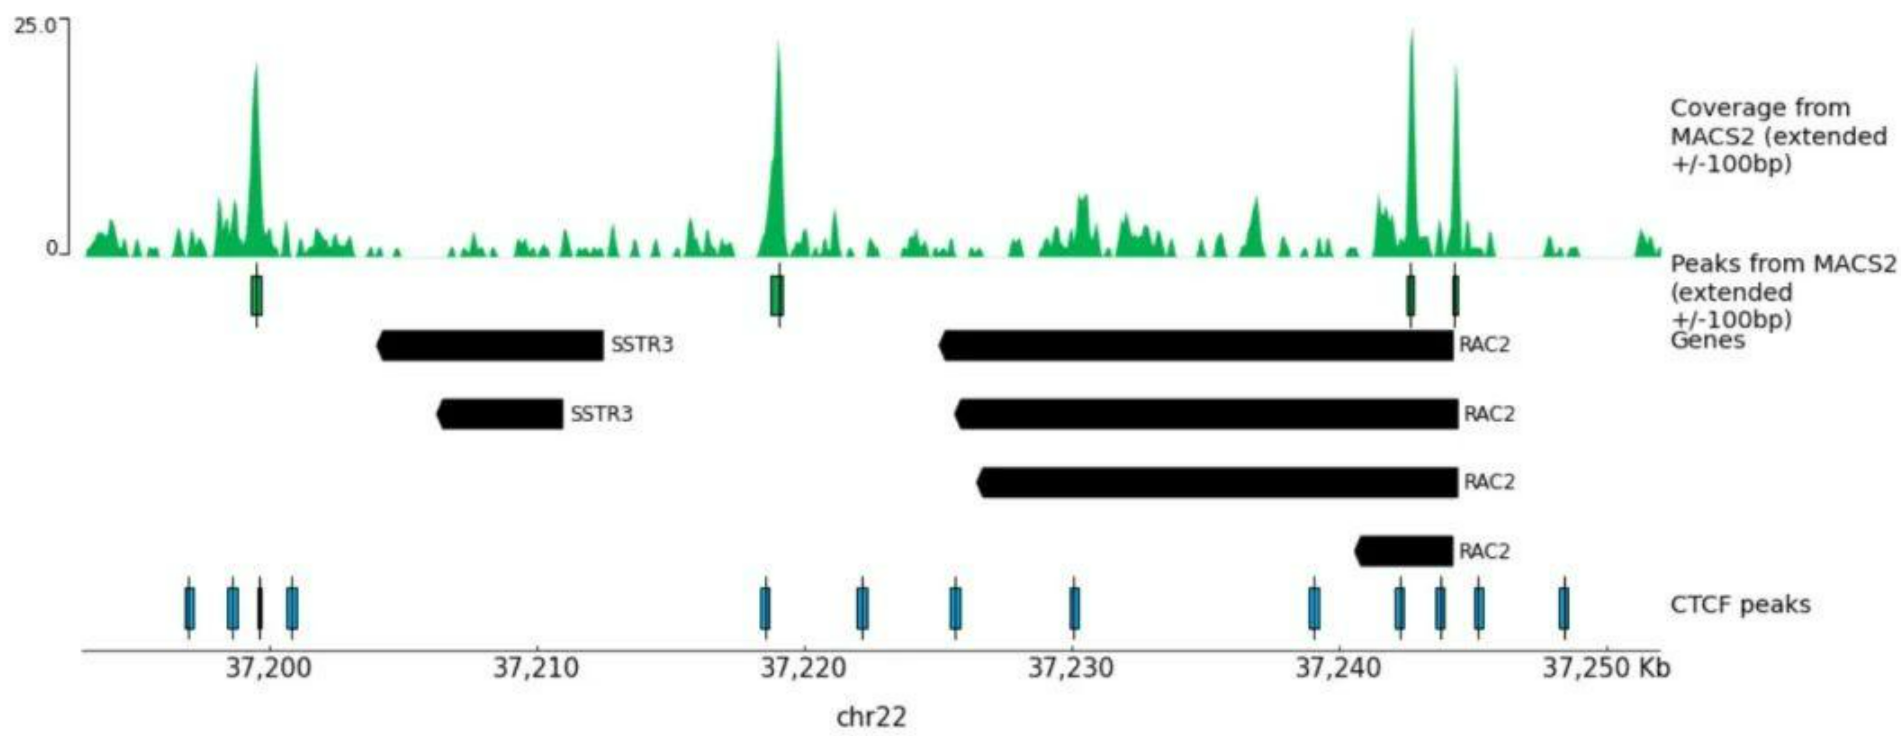 25.0
0
Coverage from
MACS2 (extended
+/-100bp)
Peaks from MACS2
(extended
+/-100bp)
SSTR3
RAC2
Genes
SSTR3
RAC2
RAC2
RAC2
CTCF peaks
37,200
37,210
37,220
37,230
37,240
37,250 Kb
chr22